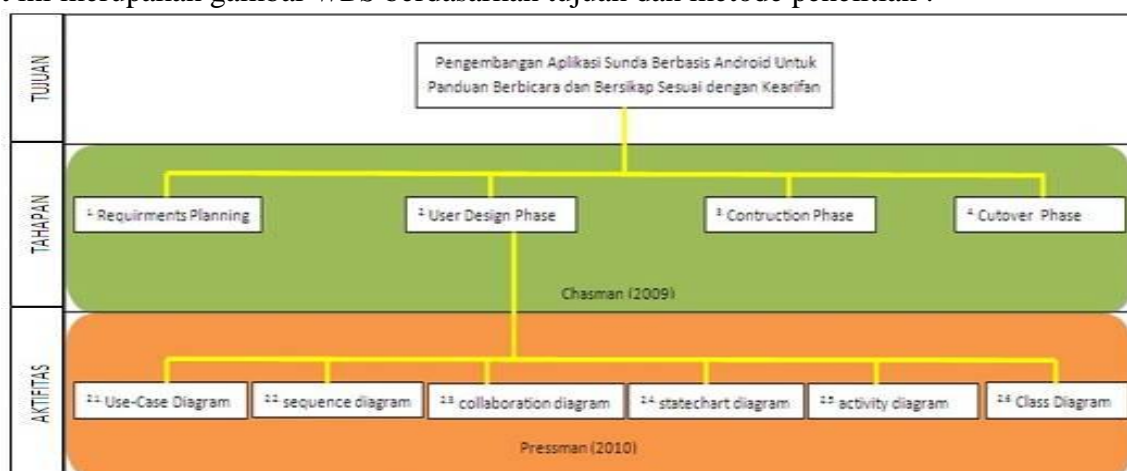 ini merupakan gambar WBS berdasarkan tujuan dan metode penelitian :
TUJUAN
Pengembangan Aplikasi Sunda Berbasis Android Untuk
Panduan Berbicara dan Bersikap Sesuai dengan Kearifan
TAHAPAN
1. Requirments Planning
2 User Design Phase
3 Contruction Phase
4. Cutover Phase
Chasman (2009)
AKTIFITAS
2.1 Use-Case Diagram
2.2 sequence diagram
2.3 collaboration diagram
2.4 statechart diagram
2.5 activity diagram
2.6 Class Diagram
Pressman (2010)